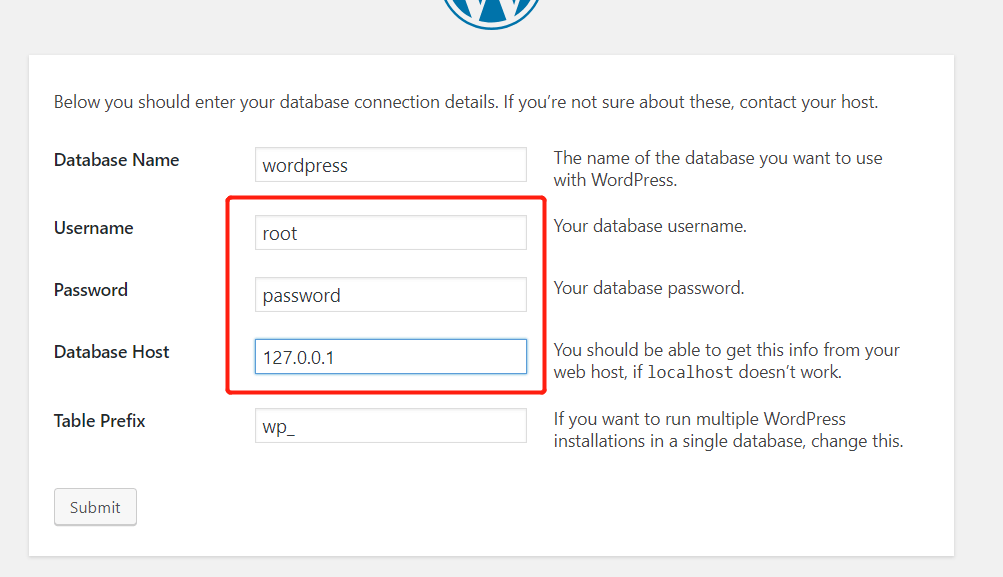 Below you should enter your database connection details. If you’re not sure about these, contact your host.
Database Name
wordpress
The name of the database you want to use
with WordPress.
Username
root
Your database username.
Password
password
Your database password.
Database Host
127.0.0.1
You should be able to get this info from your
web host, if localhost doesn’t work.
Table Prefix
wp_
If you want to run multiple WordPress
installations in a single database, change this.
Submit